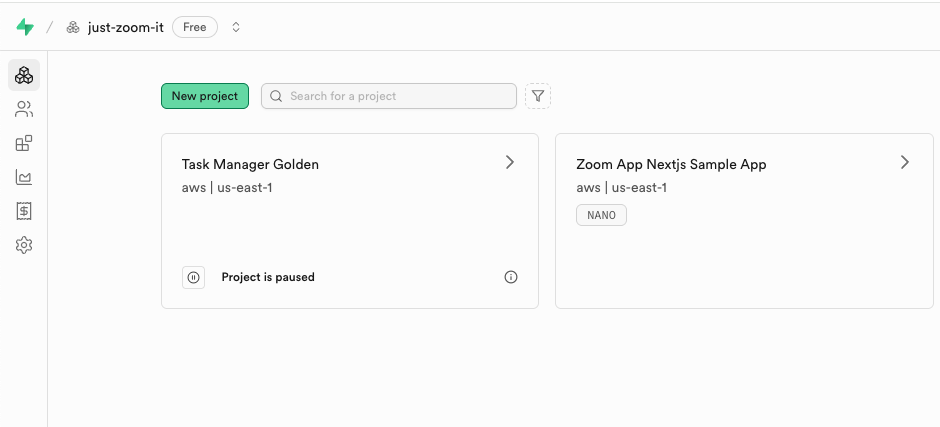 / just-zoom-it Free
New project
Search for a project
Task Manager Golden
aws | us-east-1
Project is paused
Zoom App Nextjs Sample App
aws | us-east-1
NANO